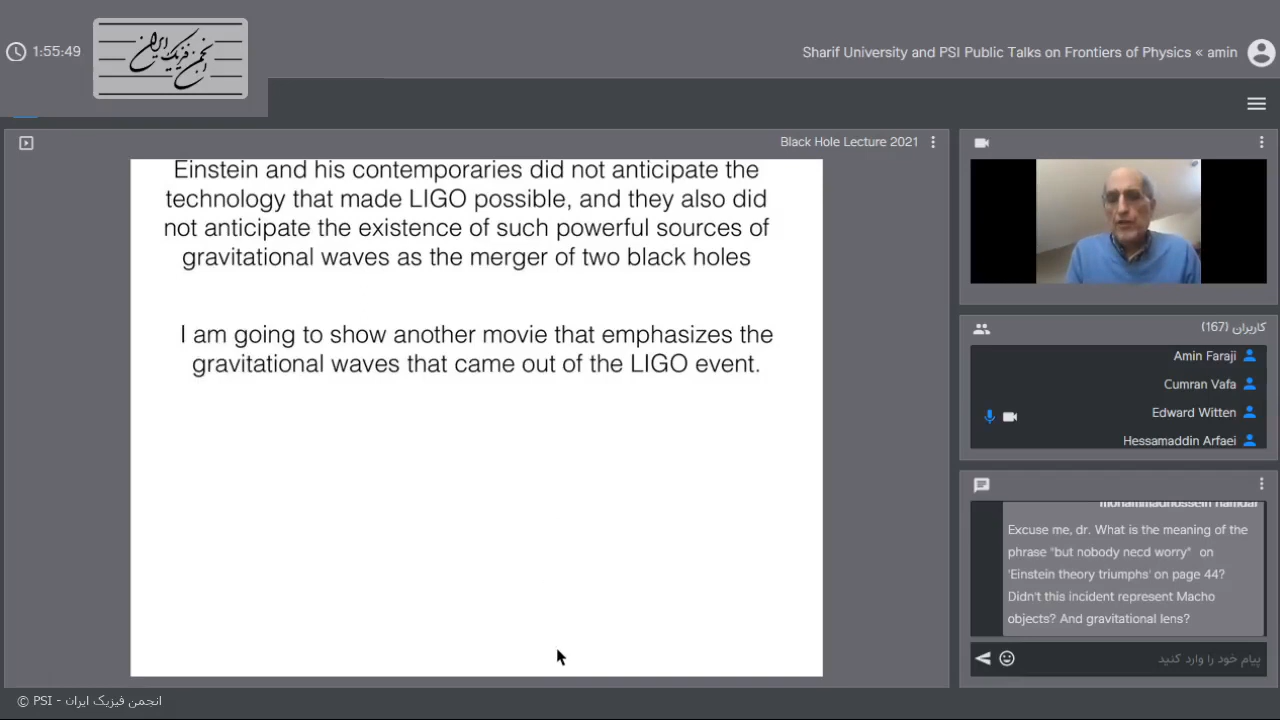 1:55:49
انجمن فیزیک ایران
Sharif University and PSI Public Talks on Frontiers of Physics « amin
Black Hole Lecture 2021
Einstein and his contemporaries did not anticipate the
technology that made LIGO possible, and they also did
not anticipate the existence of such powerful sources of
gravitational waves as the merger of two black holes
I am going to show another movie that emphasizes the
gravitational waves that came out of the LIGO event.
کاربران (167)
Amin Faraji
Cumran Vafa
Edward Witten
Hessamaddin Arfaei
mohammadhossein namdar
Excuse me, dr. What is the meaning of the
phrase "but nobody necd worry" on
'Einstein theory triumphs' on page 44?
Didn't this incident represent Macho
objects? And gravitational lens?
پیام خود را وارد کنید
© PSI - انجمن فیزیک ایران